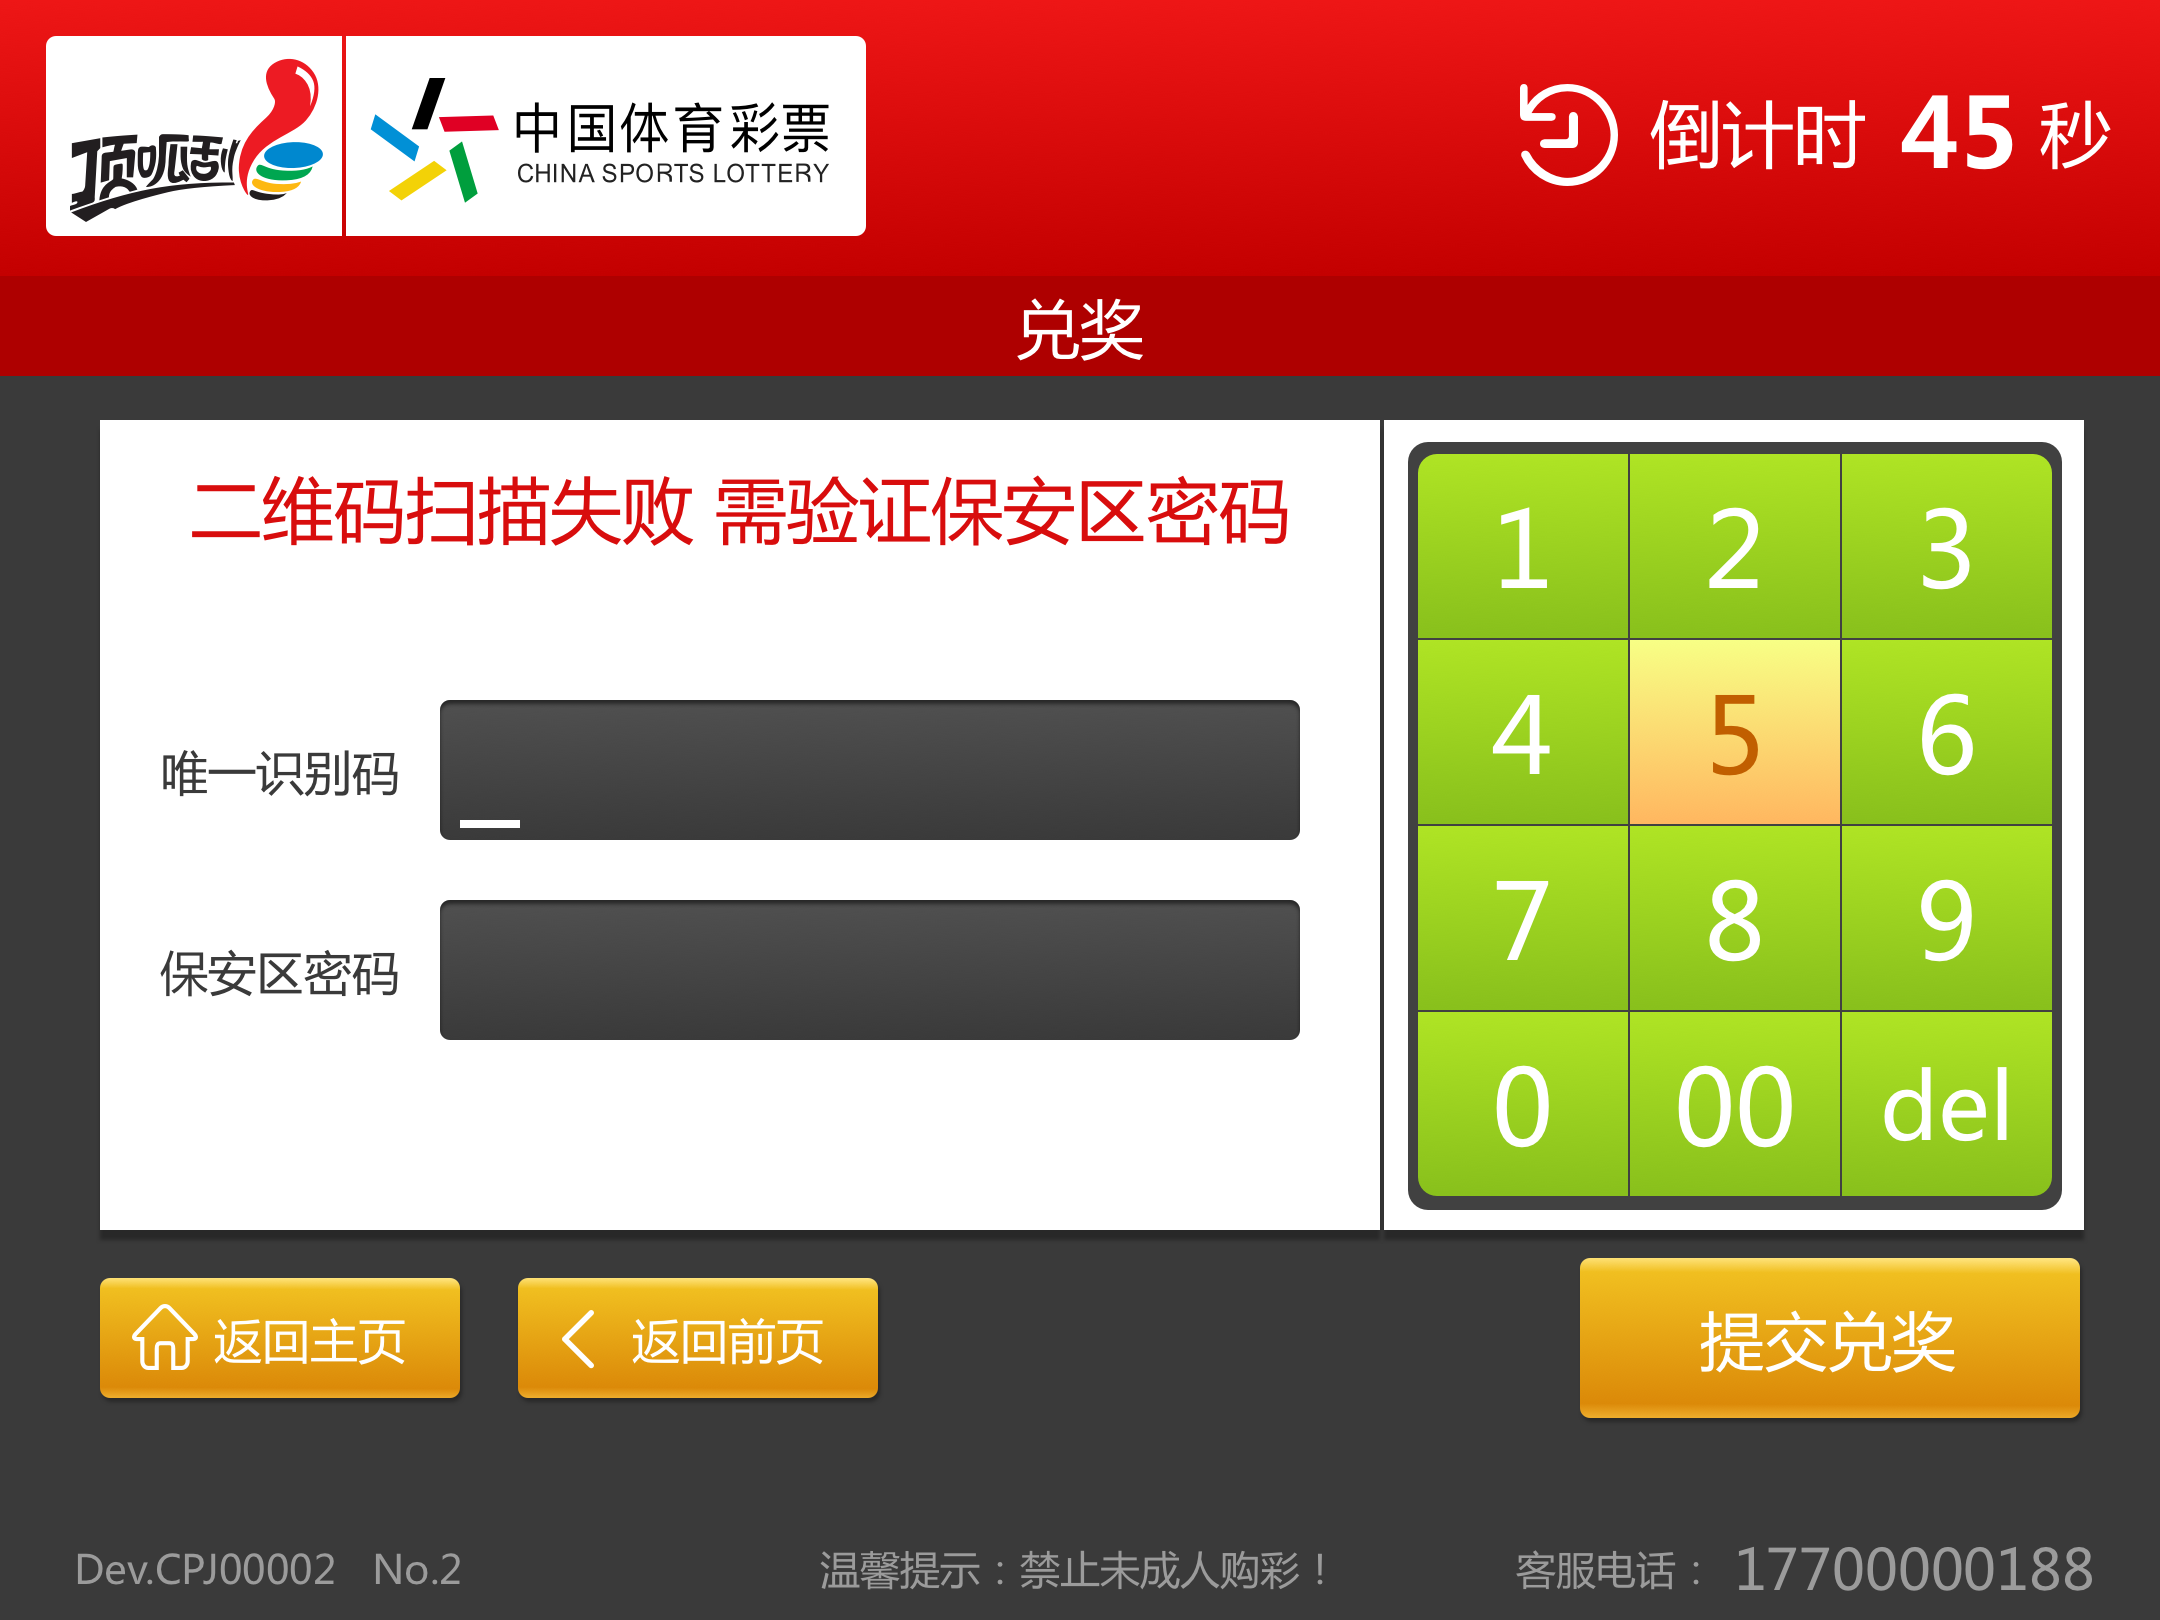 顶呱刮
中国体育彩票
CHINA SPORTS LOTTERY
倒计时 45 秒
兑奖
二维码扫描失败 需验证保安区密码
唯一识别码
保安区密码
1 2 3
4 5 6
7 8 9
0 00 del
返回主页
返回前页
提交兑奖
Dev.CPJ00002 No.2
温馨提示：禁止未成人购彩！
客服电话： 17700000188